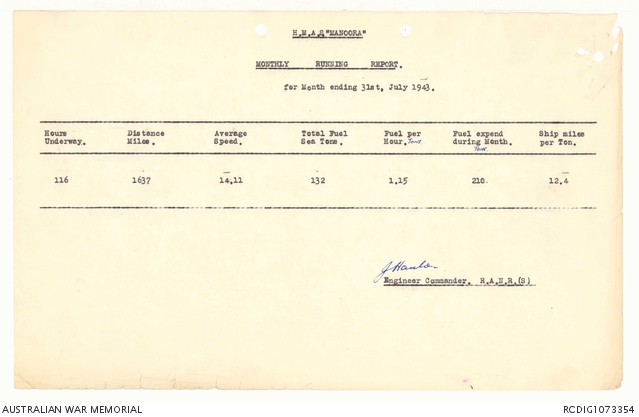 H.M.A.S "MANOORA"
MONTHLY RUNNING REPORT.
for Month ending 31st, July 1943.
Hours Underway. Distance Miles. Average Speed. Total Fuel Sea Tons. Fuel per Hour. Tons. Fuel expend during Month. Tons. Ship miles per Ton.
116 1637 14.11 132 1.15 210. 12.4
Engineer Commander. R.A.N.R.(S)
AUSTRALIAN WAR MEMORIAL RCDIG1073354